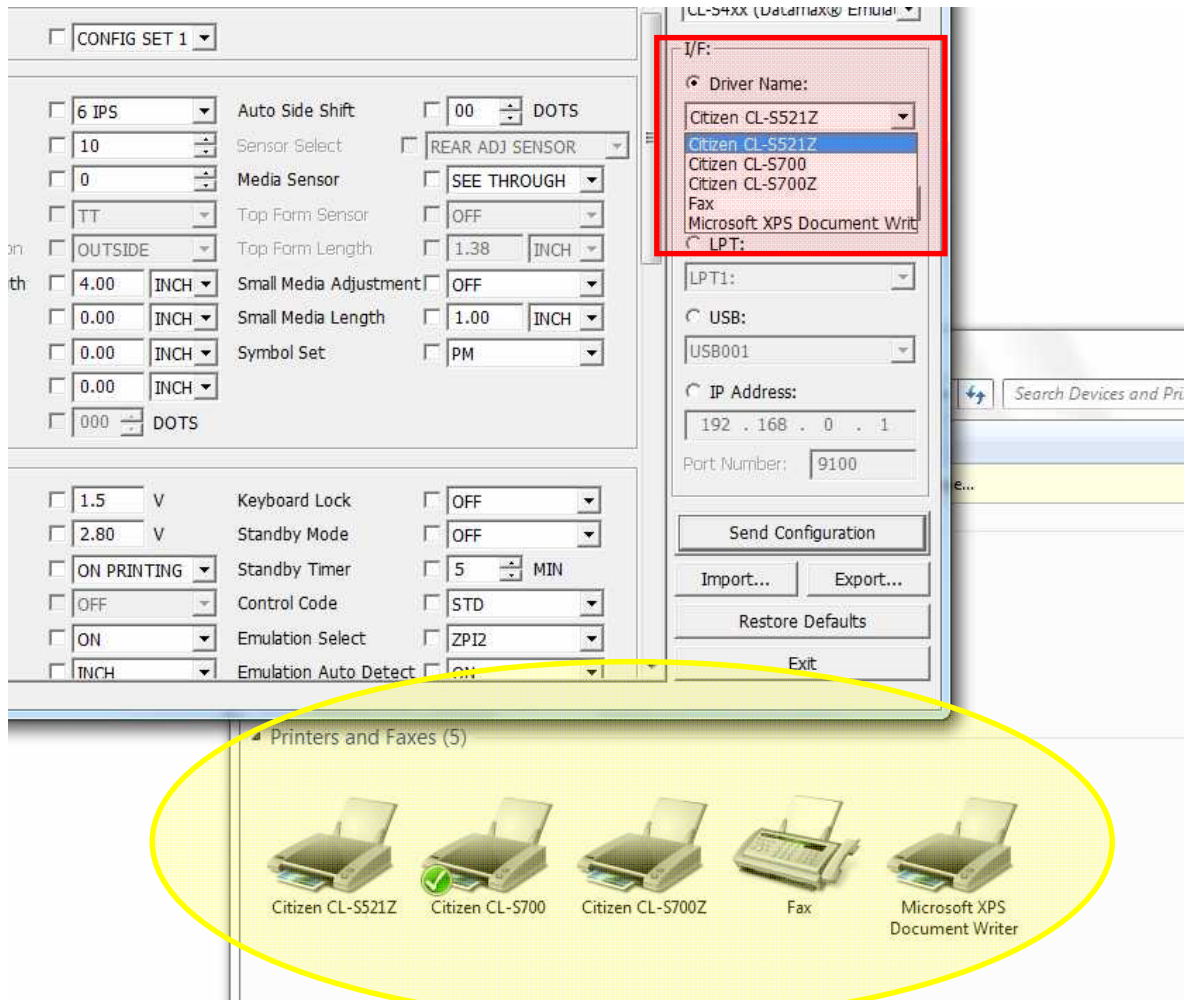 CL-S4xx (Datamax® Emulat
CONFIG SET 1
I/F:
Driver Name:
Citizen CL-S521Z
Citizen CL-S521Z
Citizen CL-S700
Citizen CL-S700Z
Fax
Microsoft XPS Document Writ
6 IPS Auto Side Shift 00 DOTS
10 Sensor Select REAR ADJ SENSOR
0 Media Sensor SEE THROUGH
TT Top Form Sensor OFF
on OUTSIDE Top Form Length 1.38 INCH
th 4.00 INCH Small Media Adjustment OFF
0.00 INCH Small Media Length 1.00 INCH
0.00 INCH Symbol Set PM
0.00 INCH
000 DOTS
LPT:
LPT1:
USB:
USB001
IP Address:
192 . 168 . 0 . 1
Port Number: 9100
1.5 V Keyboard Lock OFF
2.80 V Standby Mode OFF
ON PRINTING Standby Timer 5 MIN
OFF Control Code STD
ON Emulation Select ZPI2
INCH Emulation Auto Detect ON
Send Configuration
Import... Export...
Restore Defaults
Exit
Search Devices and Pri
e...
Printers and Faxes (5)
Citizen CL-S521Z Citizen CL-S700 Citizen CL-S700Z Fax Microsoft XPS
Document Writer